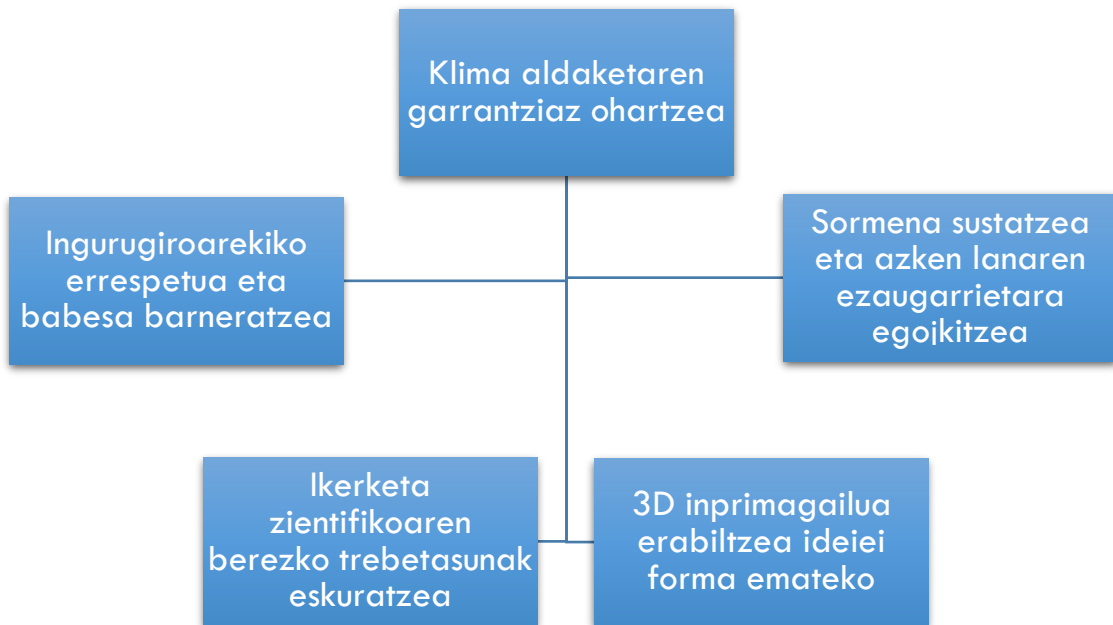 Klima aldaketaren
garrantziaz ohartzea
Ingurugiroarekiko
errespetua eta
babesa barneratzea
Sormena sustatzea
eta azken lanaren
ezaugarrietara
egojkitzea
Ikerketa
zientifikoaren
berezko trebetasunak
eskuratzea
3D inprimagailua
erabiltzea ideiei
forma emateko